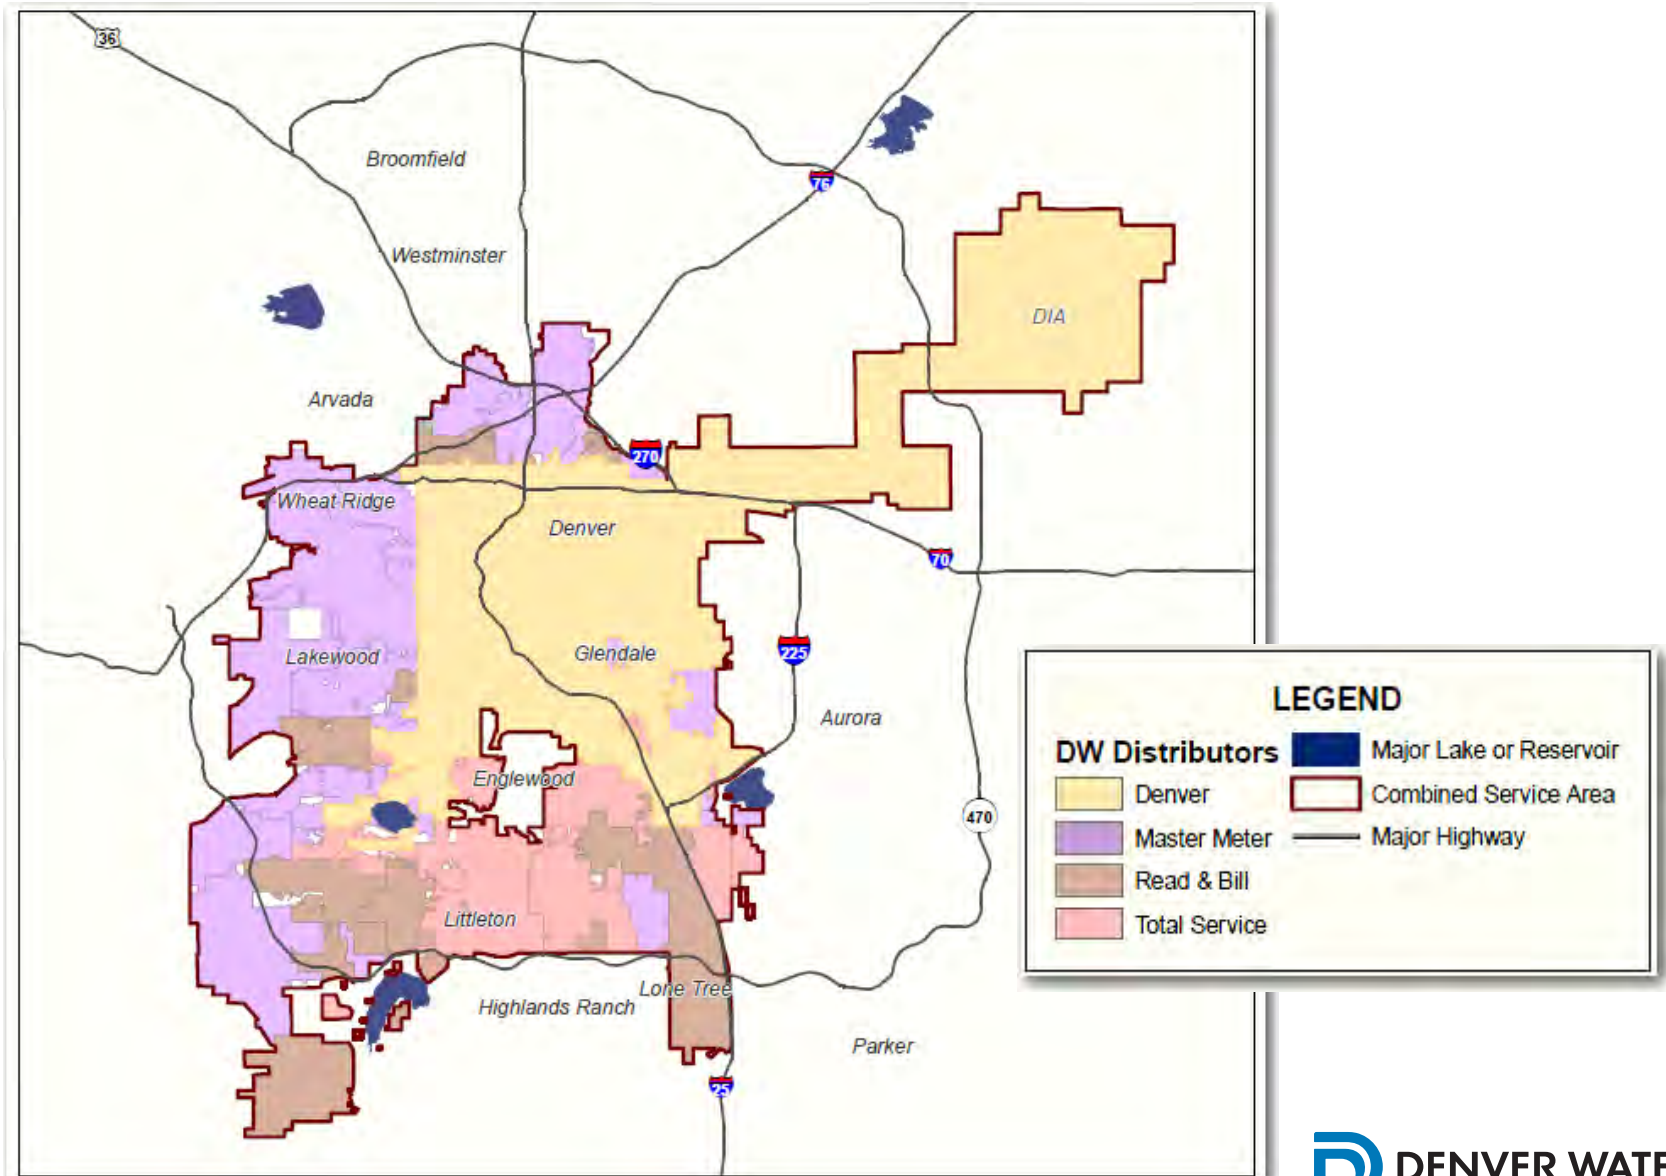 36
Broomfield
76
Westminster
DIA
Arvada
270
Wheat Ridge
Denver
70
Glendale
225
Lakewood
Aurora
Englewood
470
Littleton
Lone Tree
Highlands Ranch
Parker
25
LEGEND
DW Distributors
Major Lake or Reservoir
Denver
Combined Service Area
Master Meter
Major Highway
Read & Bill
Total Service
DENVER WATE